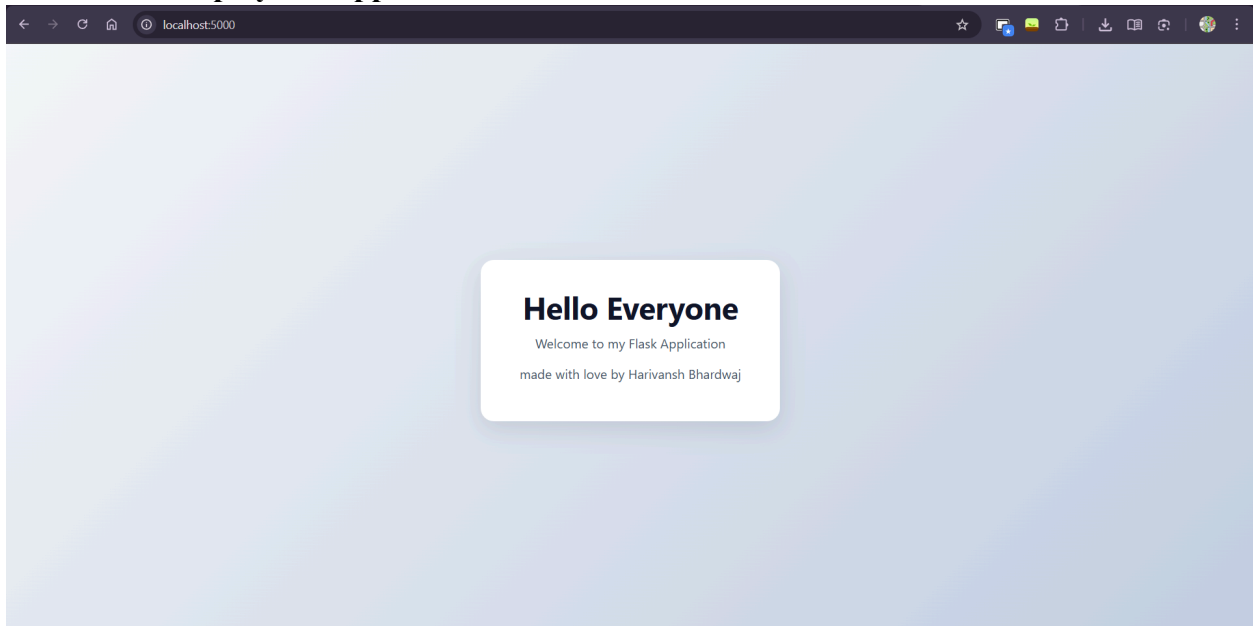 localhost:5000
Hello Everyone
Welcome to my Flask Application
made with love by Harivansh Bhardwaj